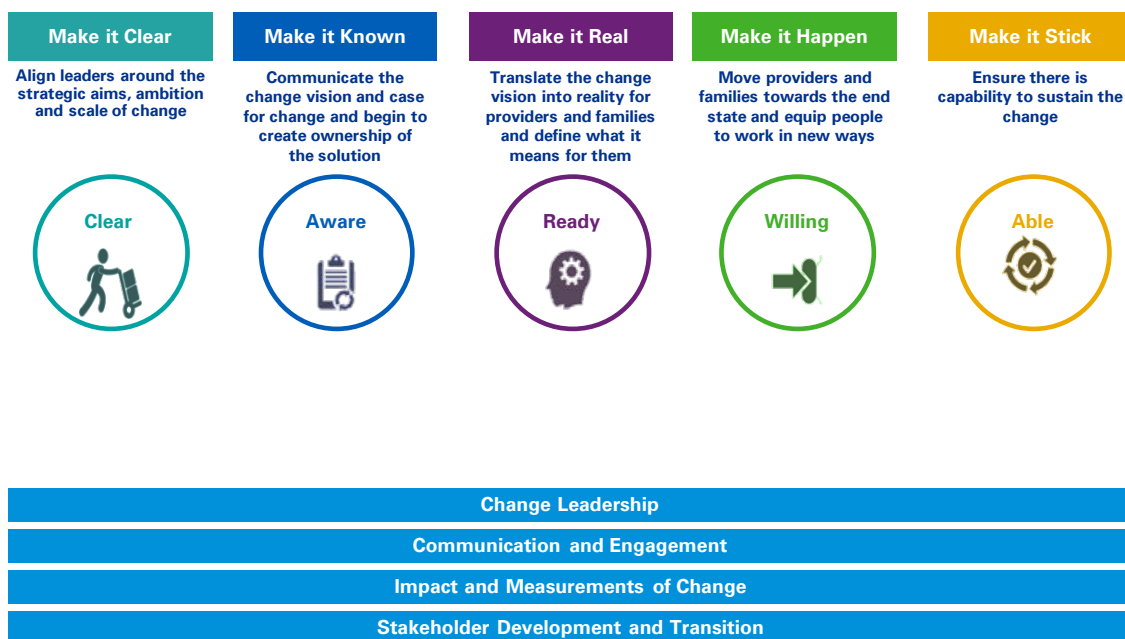 Make it Clear
Align leaders around the
strategic aims, ambition
and scale of change
Clear
Make it Known
Communicate the
change vision and case
for change and begin to
create ownership of
the solution
Aware
Make it Real
Translate the change
vision into reality for
providers and families
and define what it
means for them
Ready
Make it Happen
Move providers and
families towards the end
state and equip people
to work in new ways
Willing
Make it Stick
Ensure there is
capability to sustain the
change
Able
Change Leadership
Communication and Engagement
Impact and Measurements of Change
Stakeholder Development and Transition